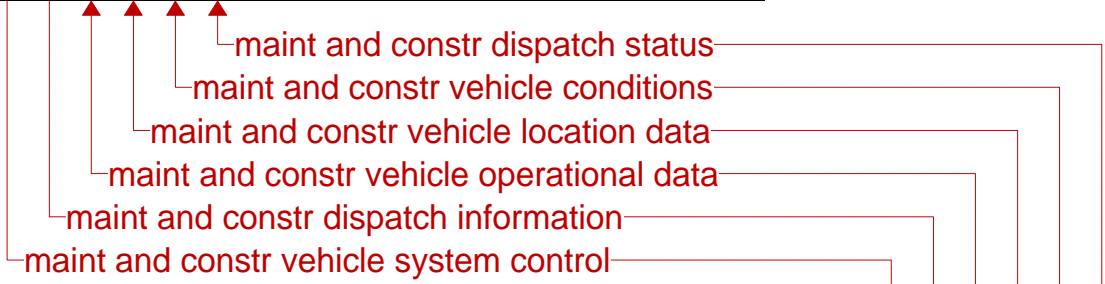 maint and constr dispatch status
maint and constr vehicle conditions
maint and constr vehicle location data
maint and constr vehicle operational data
maint and constr dispatch information
maint and constr vehicle system control